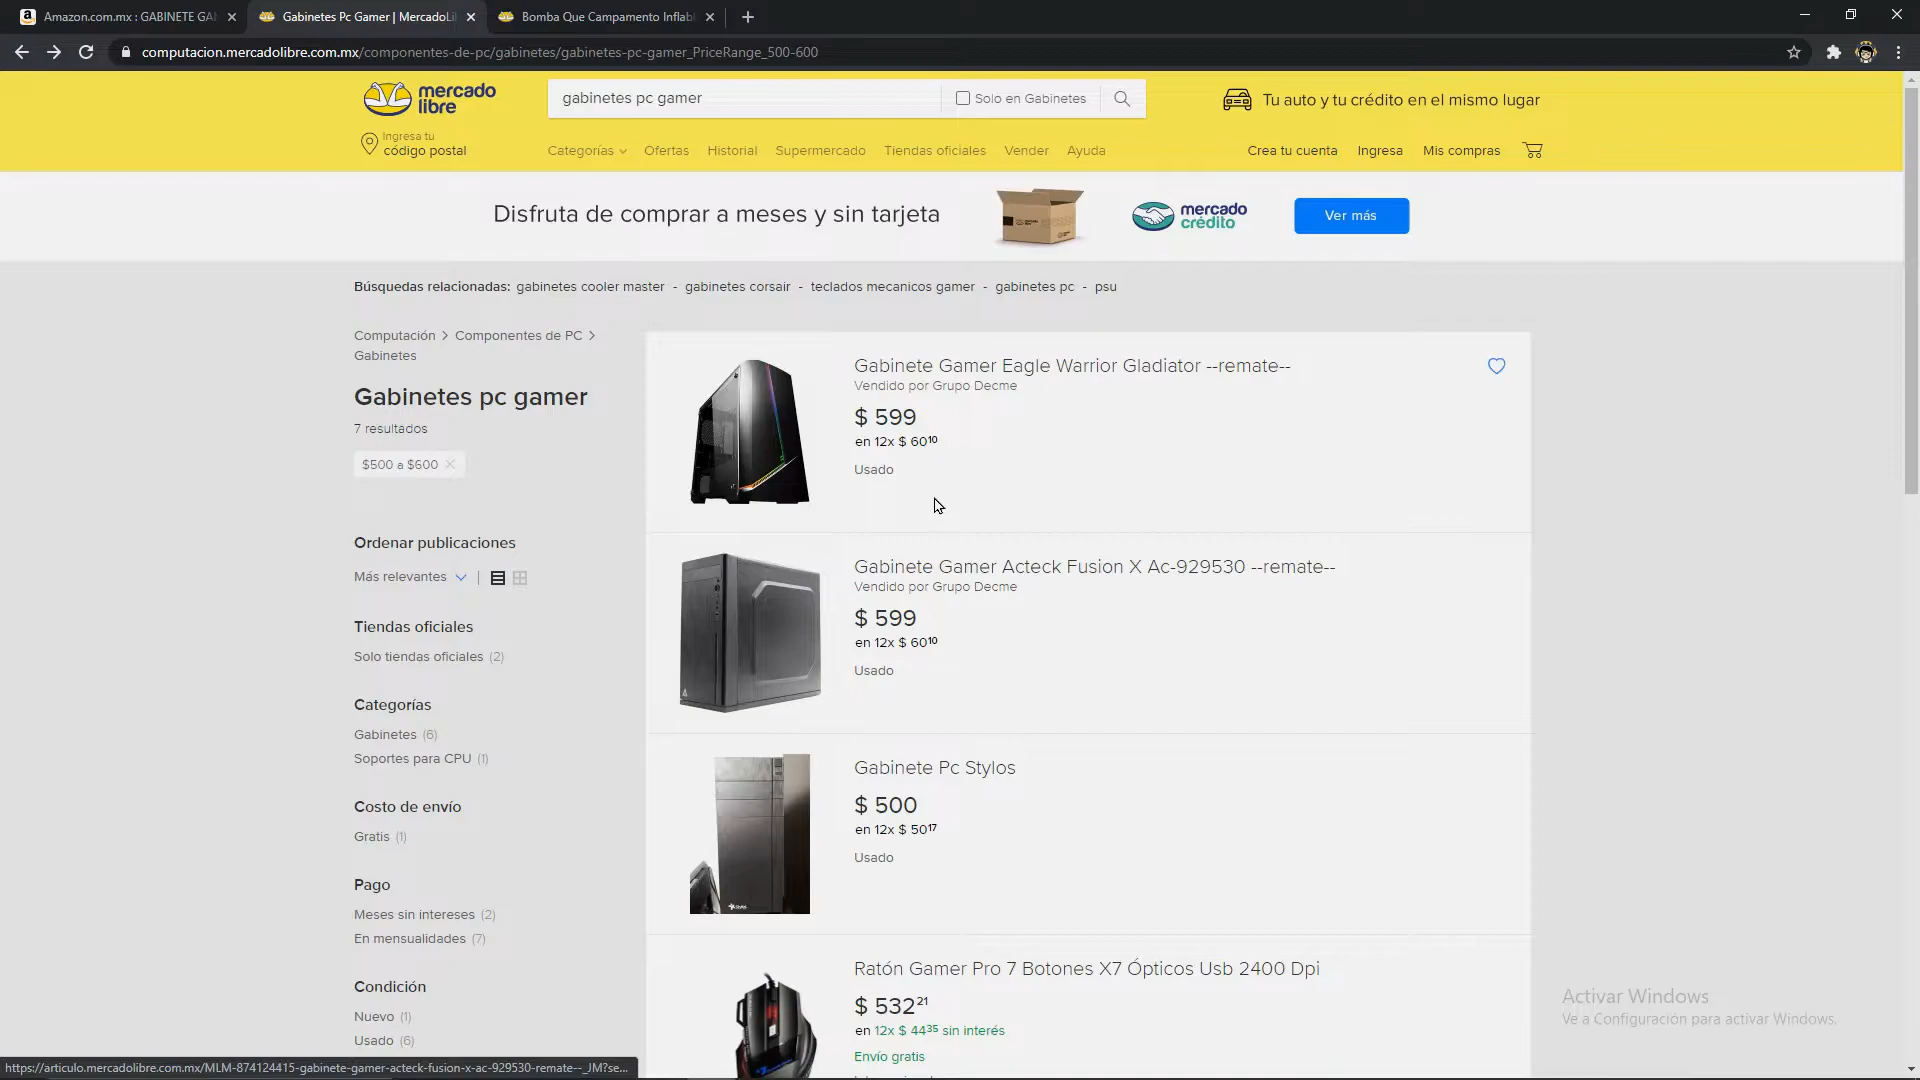 Amazon.com.mx : GABINETE GA
Gabinetes Pc Gamer | MercadoLi
Bomba Que Campamento Inflab
computacion.mercadolibre.com.mx/componentes-de-pc/gabinetes/gabinetes-pc-gamer_PriceRange_500-600
mercado
libre
gabinetes pc gamer
Solo en Gabinetes
Tu auto y tu crédito en el mismo lugar
Ingresa tu
código postal
Categorías
Ofertas
Historial
Supermercado
Tiendas oficiales
Vender
Ayuda
Crea tu cuenta
Ingresa
Mis compras
Disfruta de comprar a meses y sin tarjeta
mercado
crédito
Ver más
Búsquedas relacionadas: gabinetes cooler master - gabinetes corsair - teclados mecanicos gamer - gabinetes pc - psu
Computación > Componentes de PC >
Gabinetes
Gabinetes pc gamer
7 resultados
$500 a $600
Ordenar publicaciones
Más relevantes
Tiendas oficiales
Solo tiendas oficiales (2)
Categorías
Gabinetes (6)
Soportes para CPU (1)
Costo de envío
Gratis (1)
Pago
Meses sin intereses (2)
En mensualidades (7)
Condición
Nuevo (1)
Usado (6)
Gabinete Gamer Eagle Warrior Gladiator --remate--
Vendido por Grupo Decme
$ 599
en 12x $ 60¹⁰
Usado
Gabinete Gamer Acteck Fusion X Ac-929530 --remate--
Vendido por Grupo Decme
$ 599
en 12x $ 60¹⁰
Usado
Gabinete Pc Stylos
$ 500
en 12x $ 50¹⁷
Usado
Ratón Gamer Pro 7 Botones X7 Ópticos Usb 2400 Dpi
$ 532²¹
en 12x $ 44³⁵ sin interés
Envío gratis
Activar Windows
Ve a Configuración para activar Windows.
https://articulo.mercadolibre.com.mx/MLM-874124415-gabinete-gamer-acteck-fusion-x-ac-929530-remate--_JM?se...